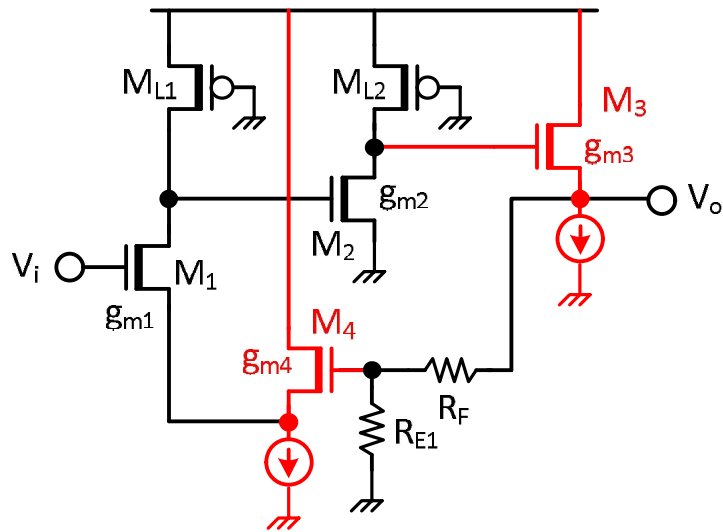 M_L1
M_L2
M_3
g_m3
g_m2
V_o
M_2
V_i
M_1
g_m1
M_4
g_m4
R_F
R_E1